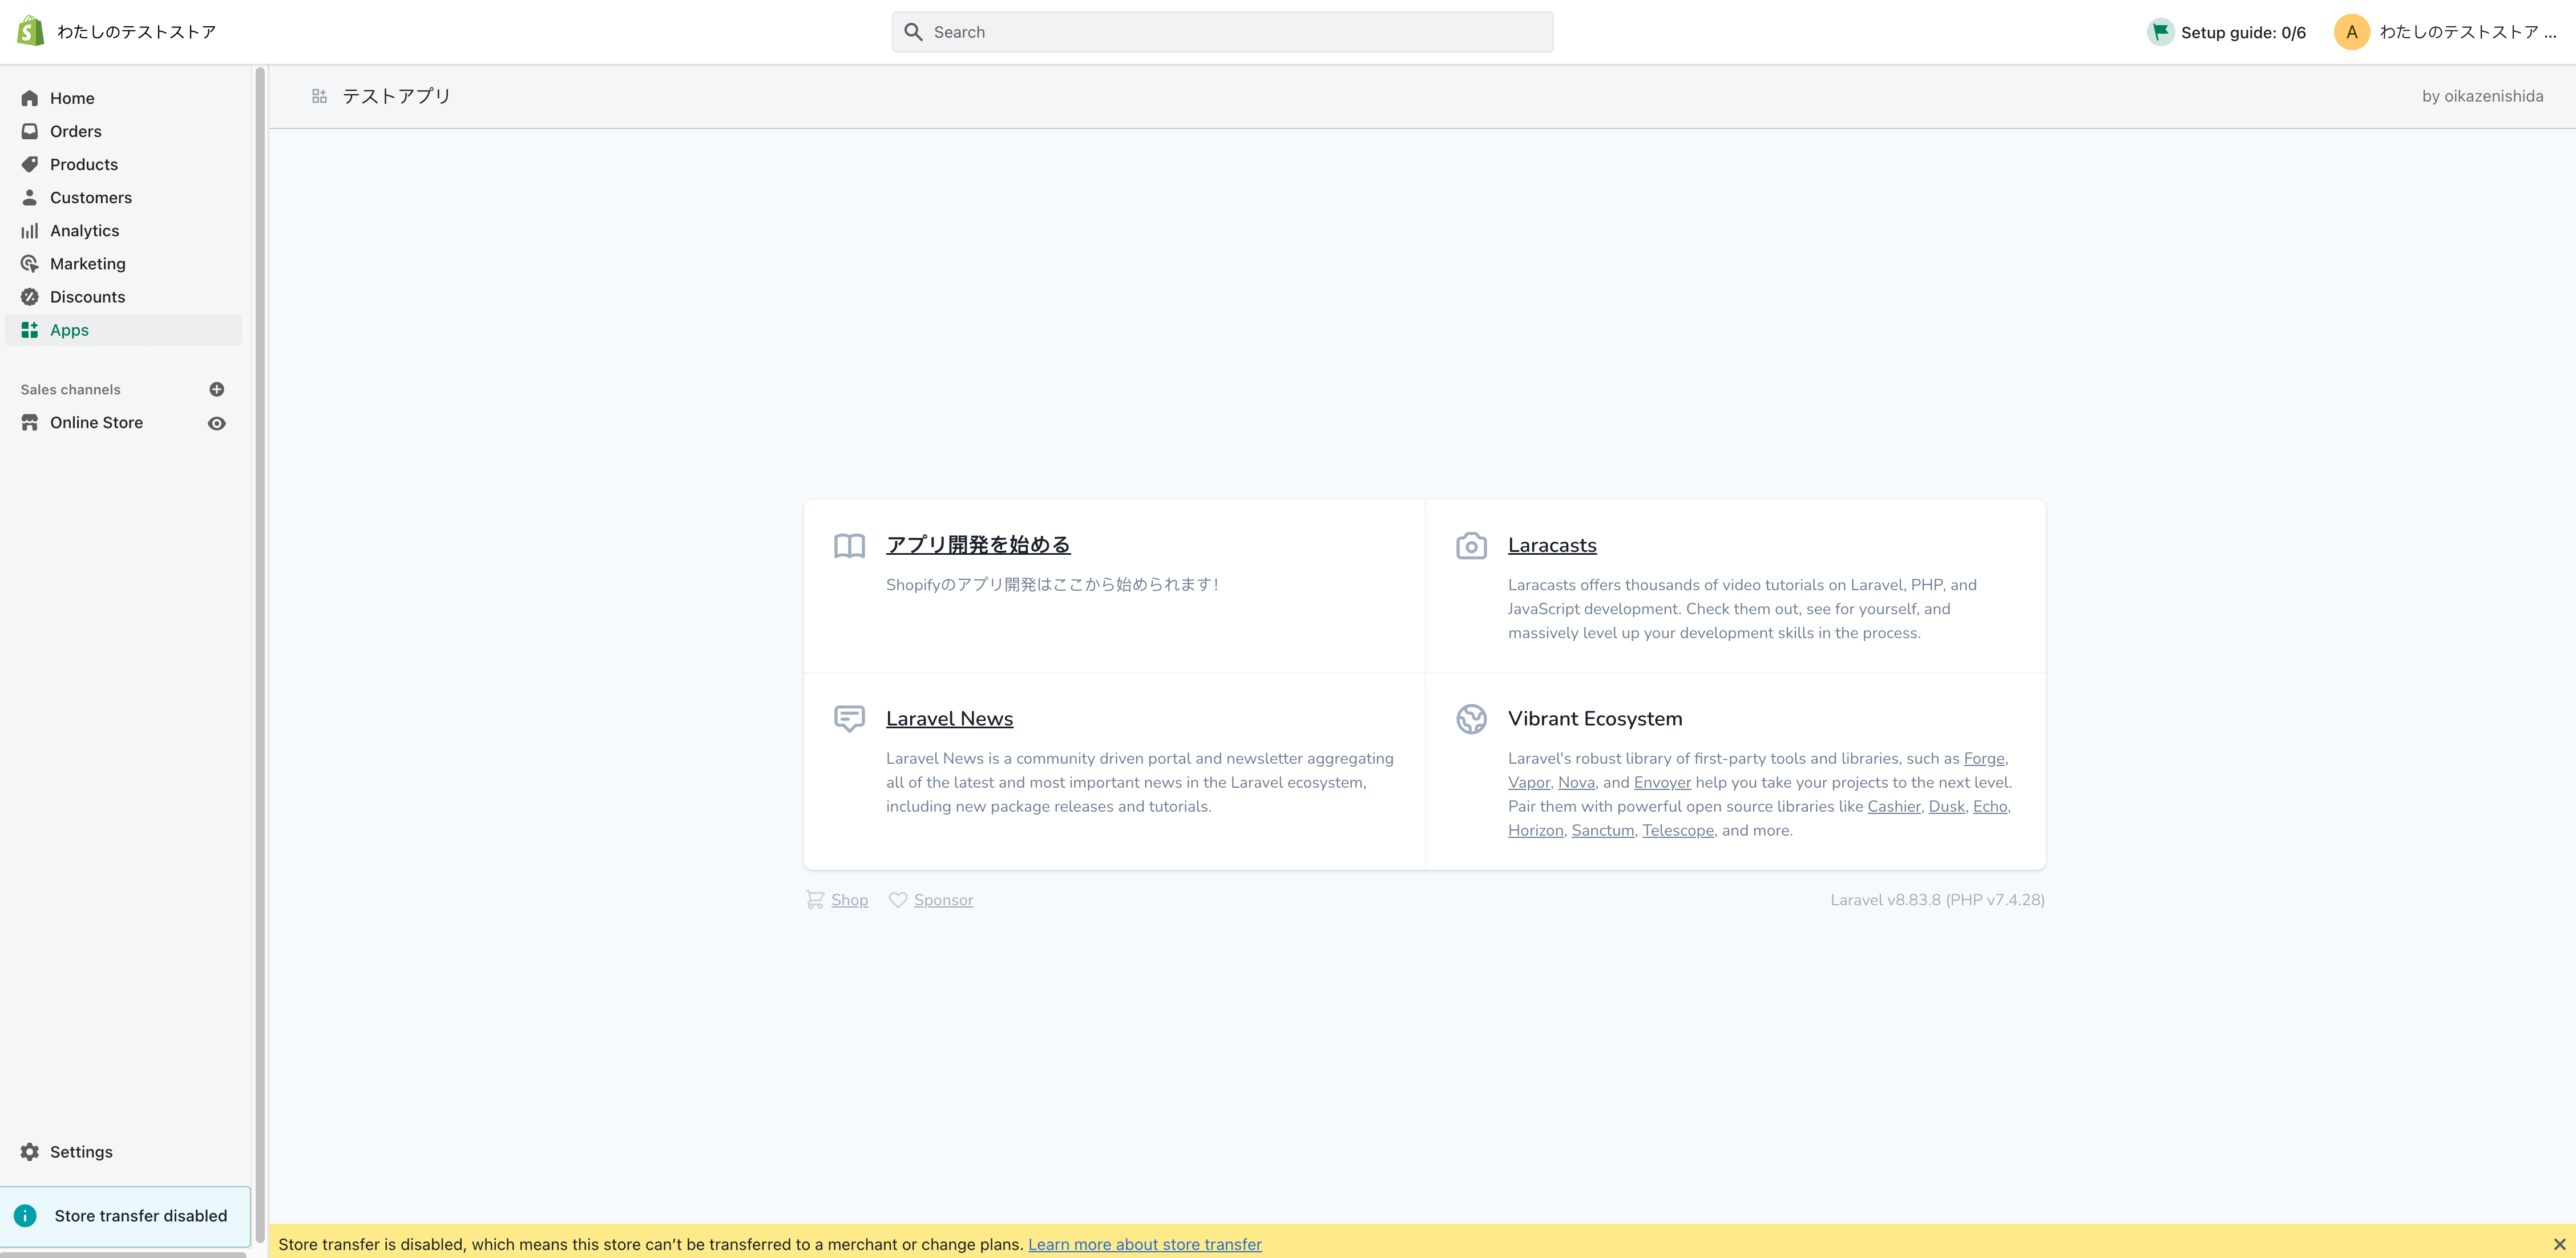 わたしのテストストア
Search
Setup guide: 0/6
A
わたしのテストストア ...
Home
Orders
Products
Customers
Analytics
Marketing
Discounts
Apps
Sales channels
Online Store
Settings
Store transfer disabled
テストアプリ
by oikazenishida
アプリ開発を始める
Shopifyのアプリ開発はここから始められます！
Laracasts
Laracasts offers thousands of video tutorials on Laravel, PHP, and
JavaScript development. Check them out, see for yourself, and
massively level up your development skills in the process.
Laravel News
Laravel News is a community driven portal and newsletter aggregating
all of the latest and most important news in the Laravel ecosystem,
including new package releases and tutorials.
Vibrant Ecosystem
Laravel's robust library of first-party tools and libraries, such as Forge,
Vapor, Nova, and Envoyer help you take your projects to the next level.
Pair them with powerful open source libraries like Cashier, Dusk, Echo,
Horizon, Sanctum, Telescope, and more.
Shop
Sponsor
Laravel v8.83.8 (PHP v7.4.28)
Store transfer is disabled, which means this store can’t be transferred to a merchant or change plans. Learn more about store transfer